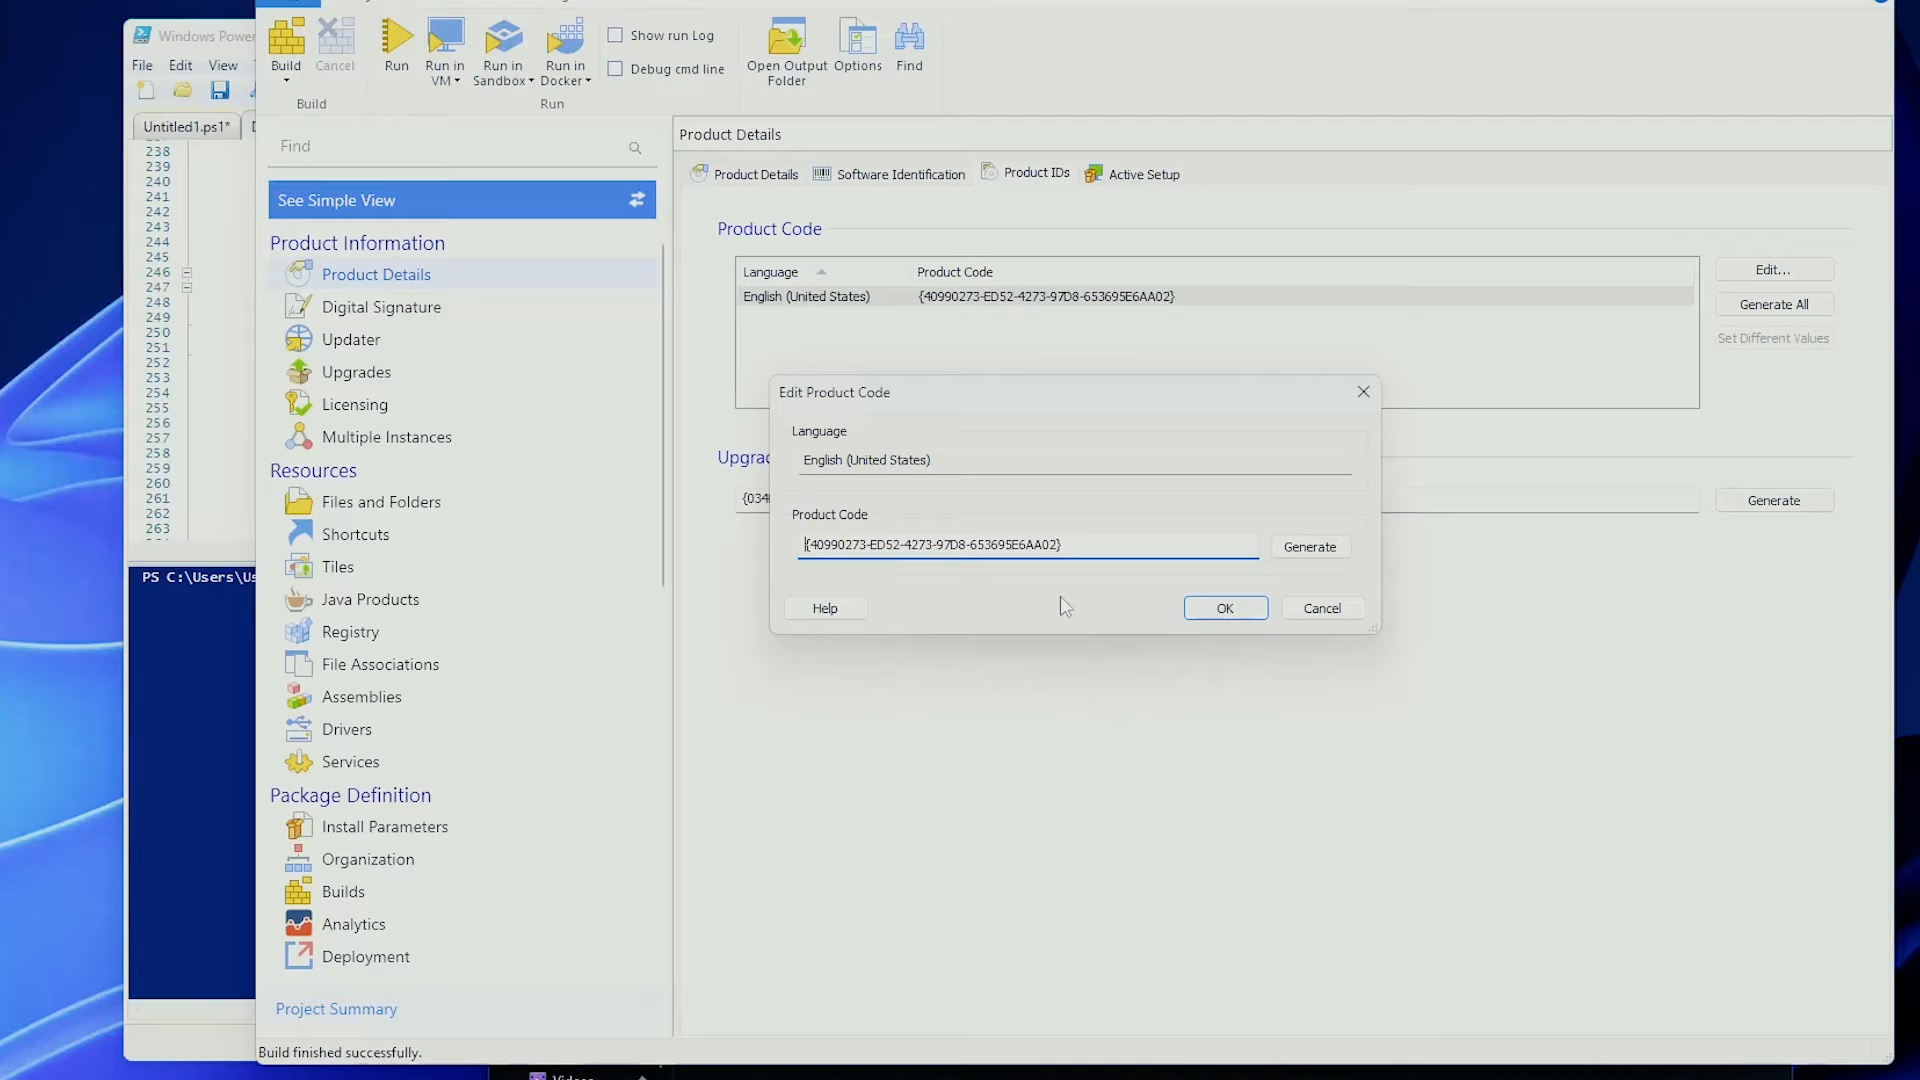 Windows Power
File Edit View
Untitled1.ps1*
238
239
240
241
242
243
244
245
246
247
248
249
250
251
252
253
254
255
256
257
258
259
260
261
262
263
PS C:\Users\Us
Build
Cancel
Run
Run in VM
Run in Sandbox
Run in Docker
Show run Log
Debug cmd line
Open Output Folder
Options
Find
Build
Run
Find
See Simple View
Product Information
Product Details
Digital Signature
Updater
Upgrades
Licensing
Multiple Instances
Resources
Files and Folders
Shortcuts
Tiles
Java Products
Registry
File Associations
Assemblies
Drivers
Services
Package Definition
Install Parameters
Organization
Builds
Analytics
Deployment
Project Summary
Build finished successfully.
Product Details
Product Details Software Identification Product IDs Active Setup
Product Code
Language Product Code
English (United States) {40990273-ED52-4273-97D8-653695E6AA02}
Edit...
Generate All
Set Different Values
Upgra
{034
Generate
Edit Product Code
Language
English (United States)
Product Code
{40990273-ED52-4273-97D8-653695E6AA02}
Generate
Help OK Cancel